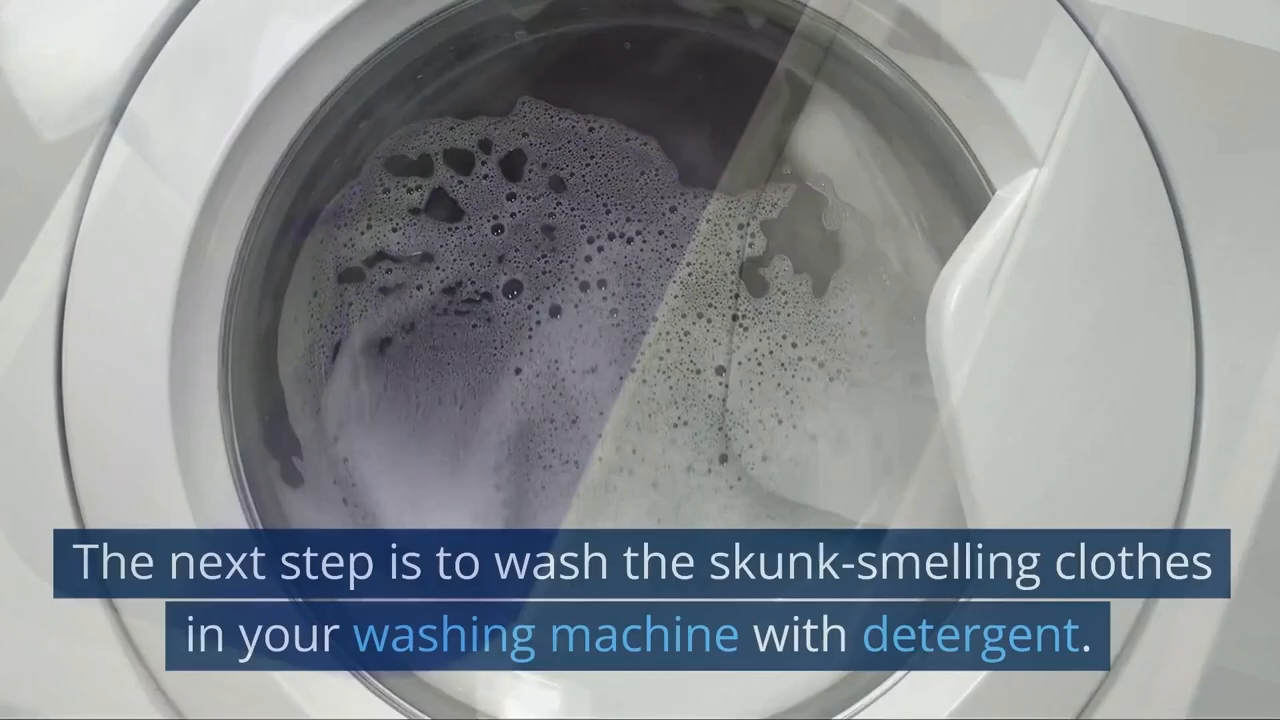 The next step is to wash the skunk-smelling clothes
in your washing machine with detergent.